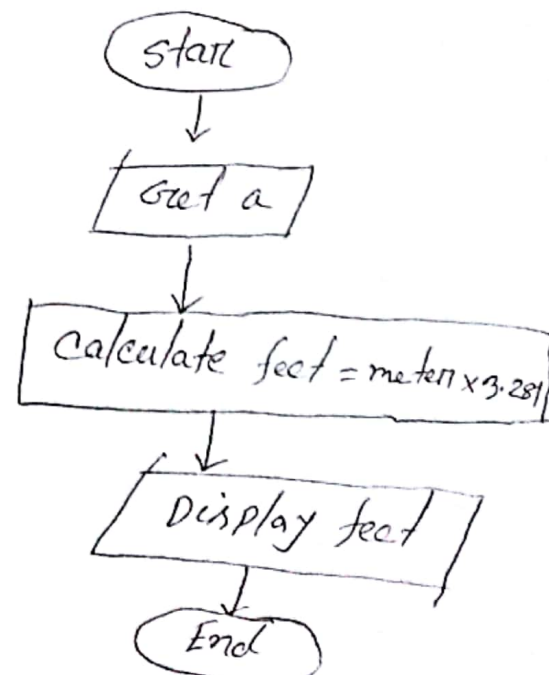 Start
Get a
Calculate feet = meter x 3.281
Display feet
End